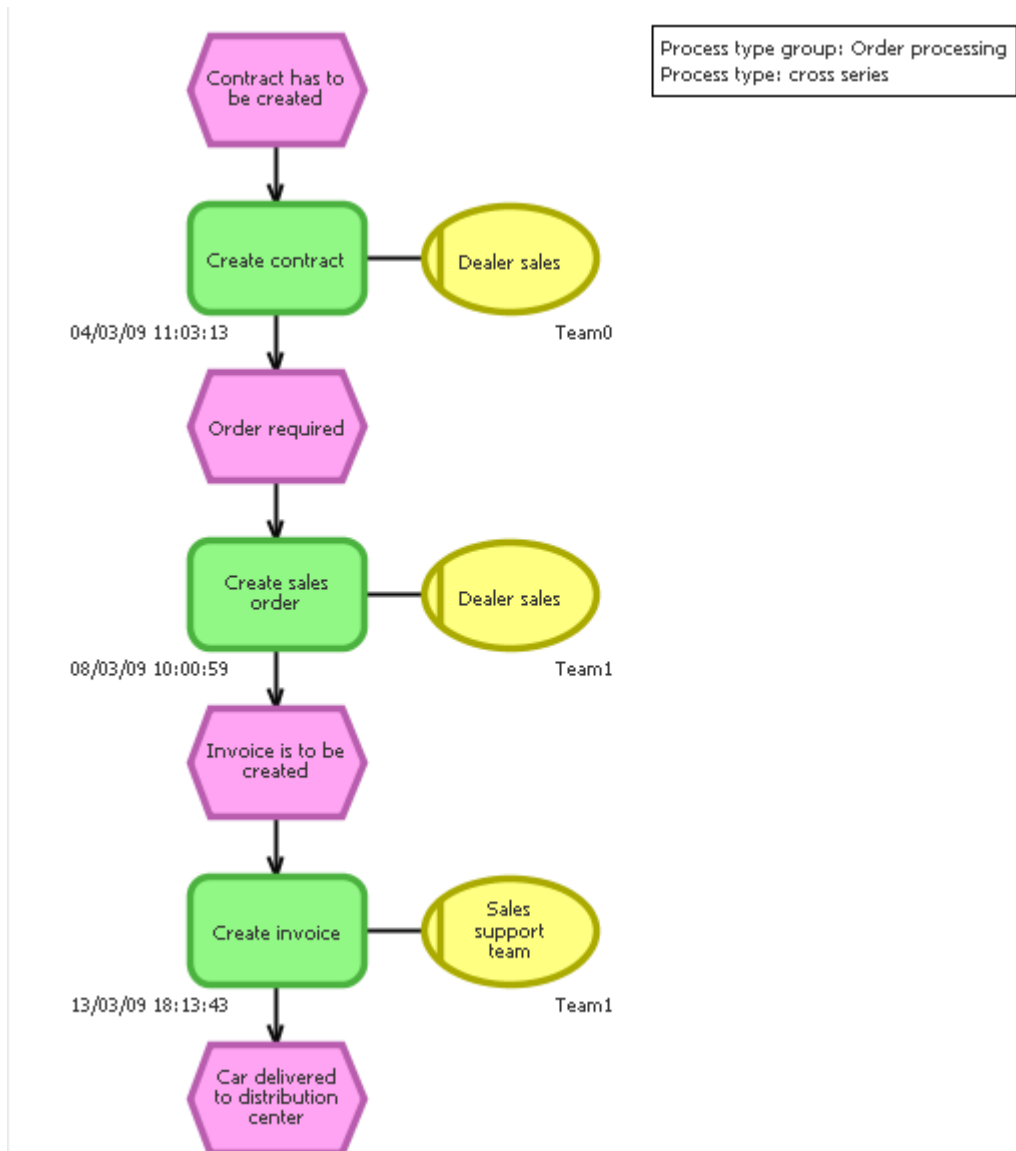 Process type group: Order processing
Process type: cross series
Contract has to
be created
Create contract
Dealer sales
04/03/09 11:03:13
Team0
Order required
Create sales
order
Dealer sales
08/03/09 10:00:59
Team1
Invoice is to be
created
Create invoice
Sales
support
team
13/03/09 18:13:43
Team1
Car delivered
to distribution
center